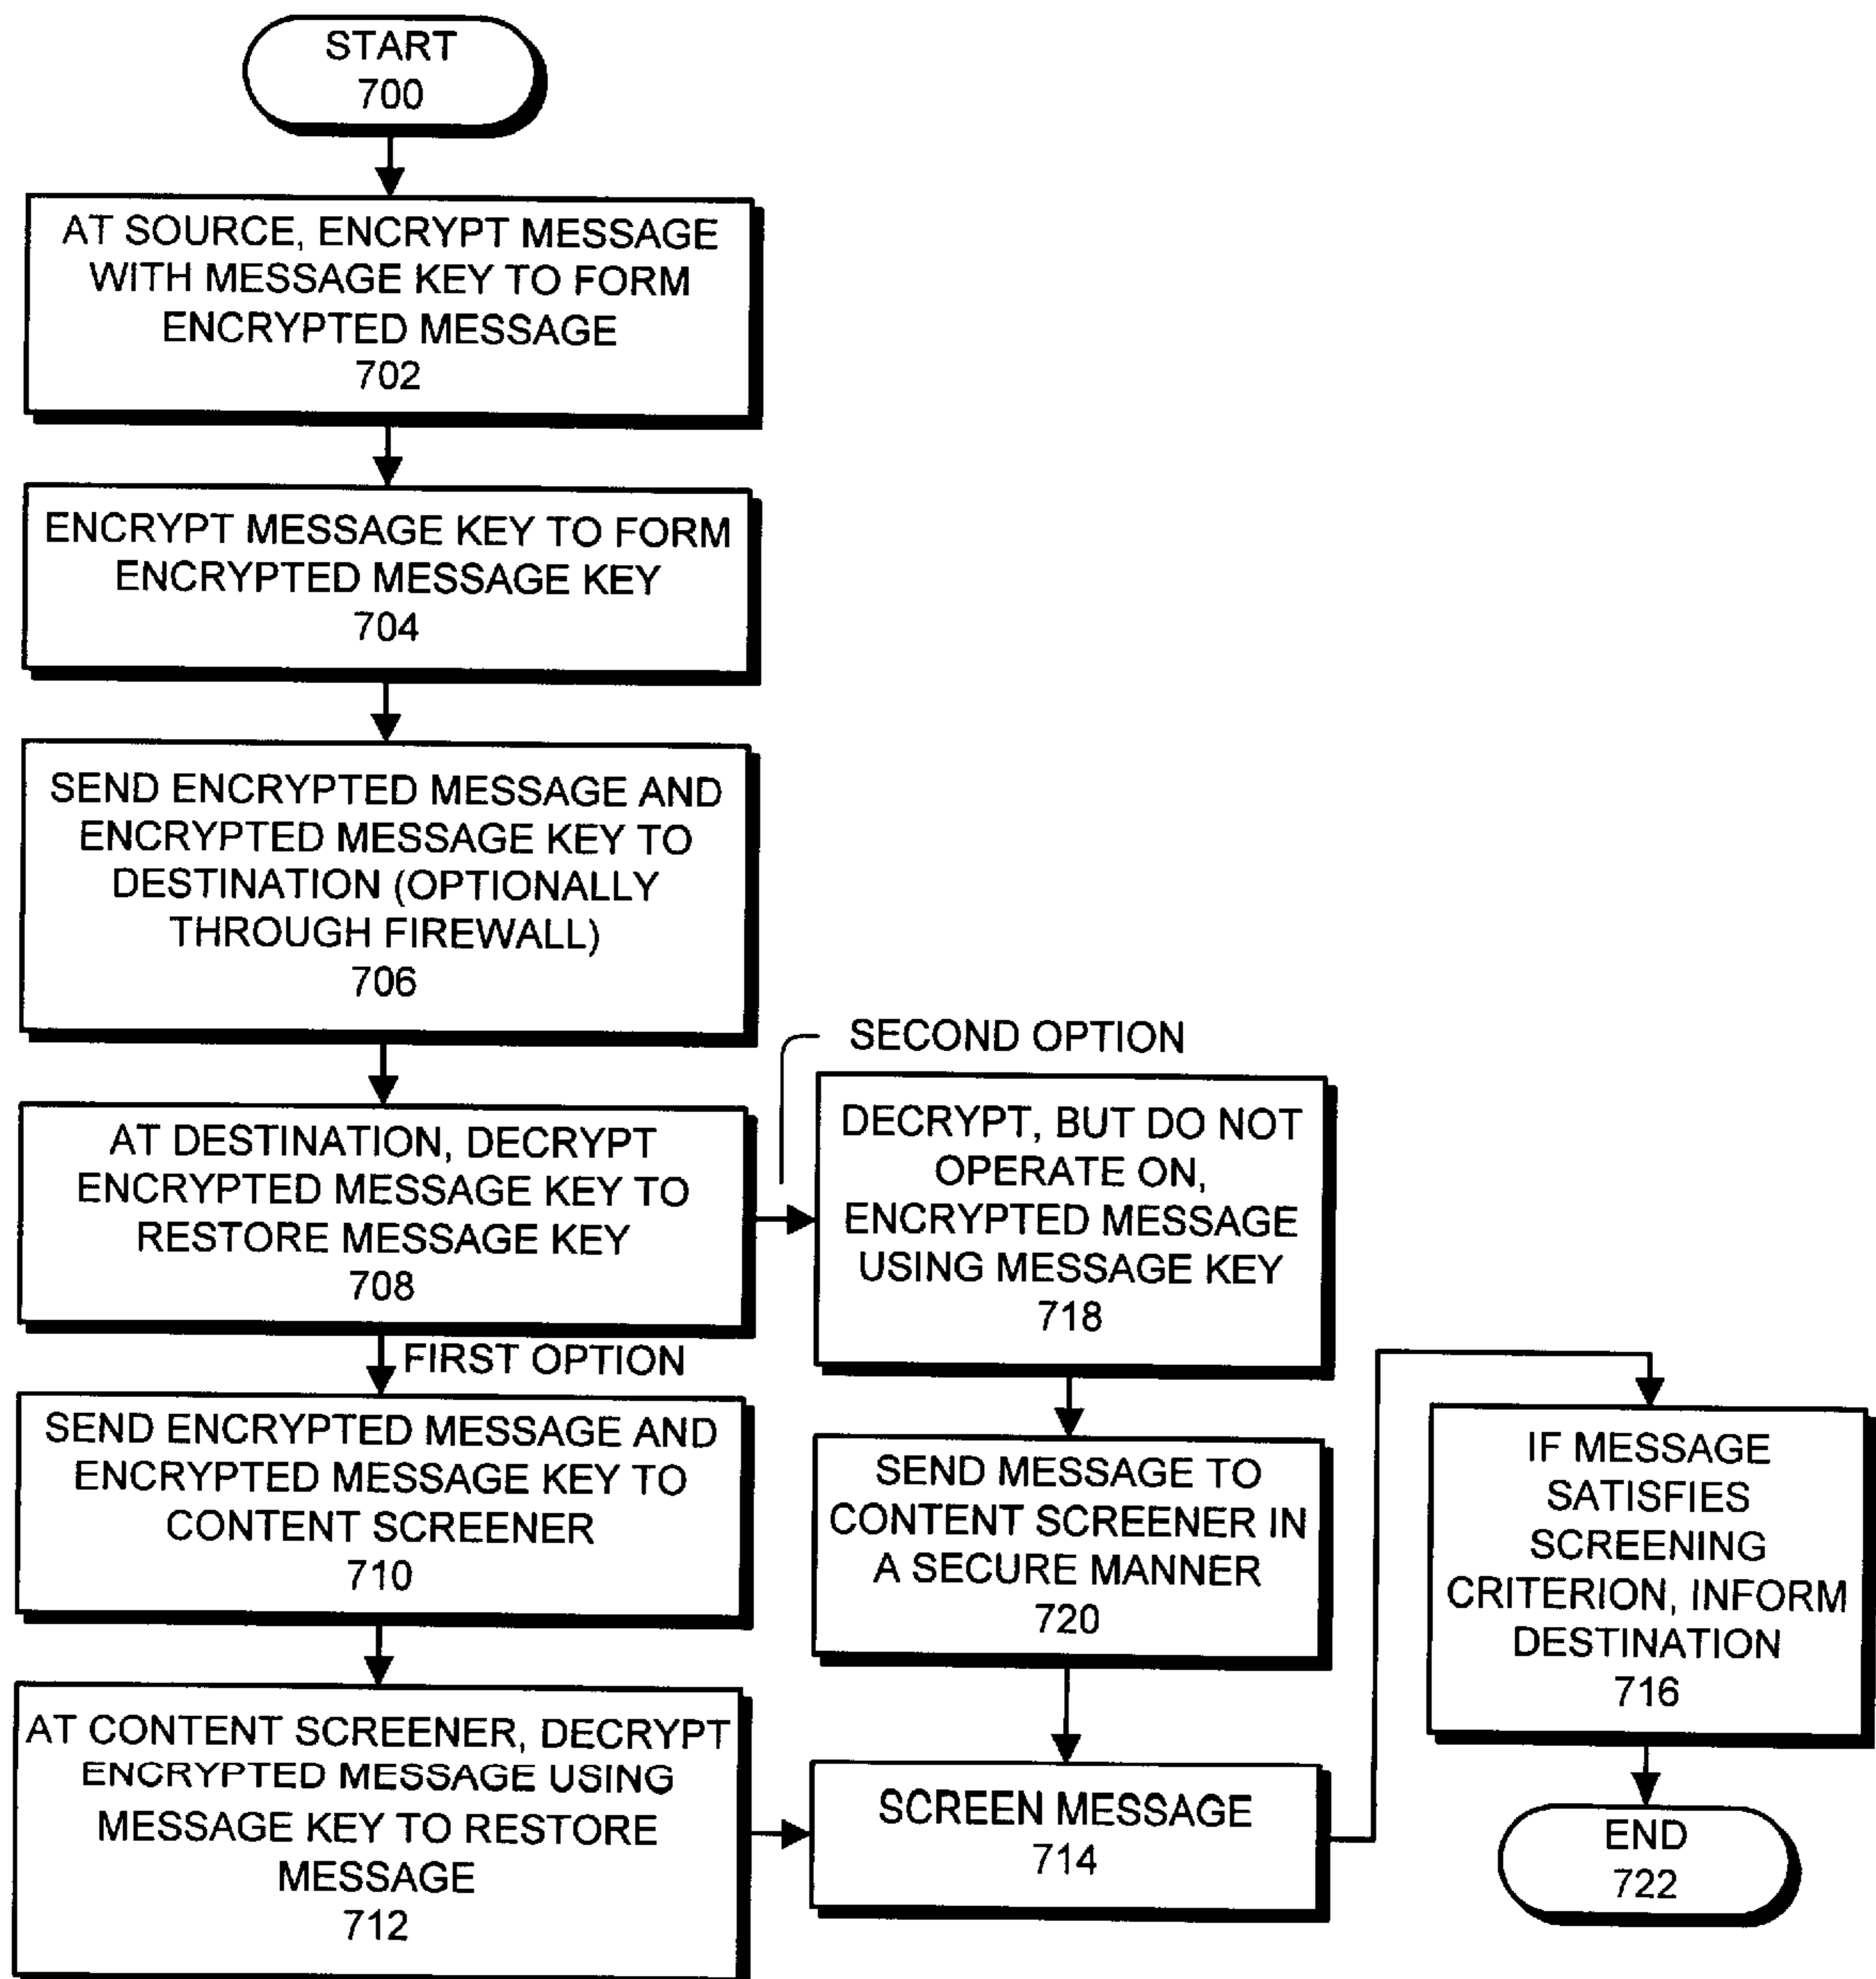 START
700
AT SOURCE, ENCRYPT MESSAGE
WITH MESSAGE KEY TO FORM
ENCRYPTED MESSAGE
702
ENCRYPT MESSAGE KEY TO FORM
ENCRYPTED MESSAGE KEY
704
SEND ENCRYPTED MESSAGE AND
ENCRYPTED MESSAGE KEY TO
DESTINATION (OPTIONALLY
THROUGH FIREWALL)
706
AT DESTINATION, DECRYPT
ENCRYPTED MESSAGE KEY TO
RESTORE MESSAGE KEY
708
FIRST OPTION
SEND ENCRYPTED MESSAGE AND
ENCRYPTED MESSAGE KEY TO
CONTENT SCREENER
710
AT CONTENT SCREENER, DECRYPT
ENCRYPTED MESSAGE USING
MESSAGE KEY TO RESTORE
MESSAGE
712
SECOND OPTION
DECRYPT, BUT DO NOT
OPERATE ON,
ENCRYPTED MESSAGE
USING MESSAGE KEY
718
SEND MESSAGE TO
CONTENT SCREENER IN
A SECURE MANNER
720
SCREEN MESSAGE
714
IF MESSAGE
SATISFIES
SCREENING
CRITERION, INFORM
DESTINATION
716
END
722